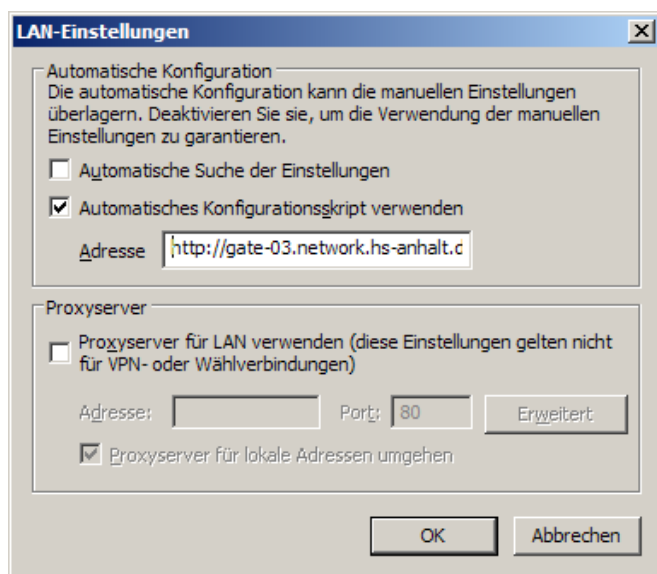 LAN-Einstellungen
Automatische Konfiguration
Die automatische Konfiguration kann die manuellen Einstellungen
überlagern. Deaktivieren Sie sie, um die Verwendung der manuellen
Einstellungen zu garantieren.
Automatische Suche der Einstellungen
Automatisches Konfigurationsskript verwenden
Adresse http://gate-03.network.hs-anhalt.d
Proxyserver
Proxyserver für LAN verwenden (diese Einstellungen gelten nicht
für VPN- oder Wählverbindungen)
Adresse: Port: 80 Erweitert
Proxyserver für lokale Adressen umgehen
OK Abbrechen